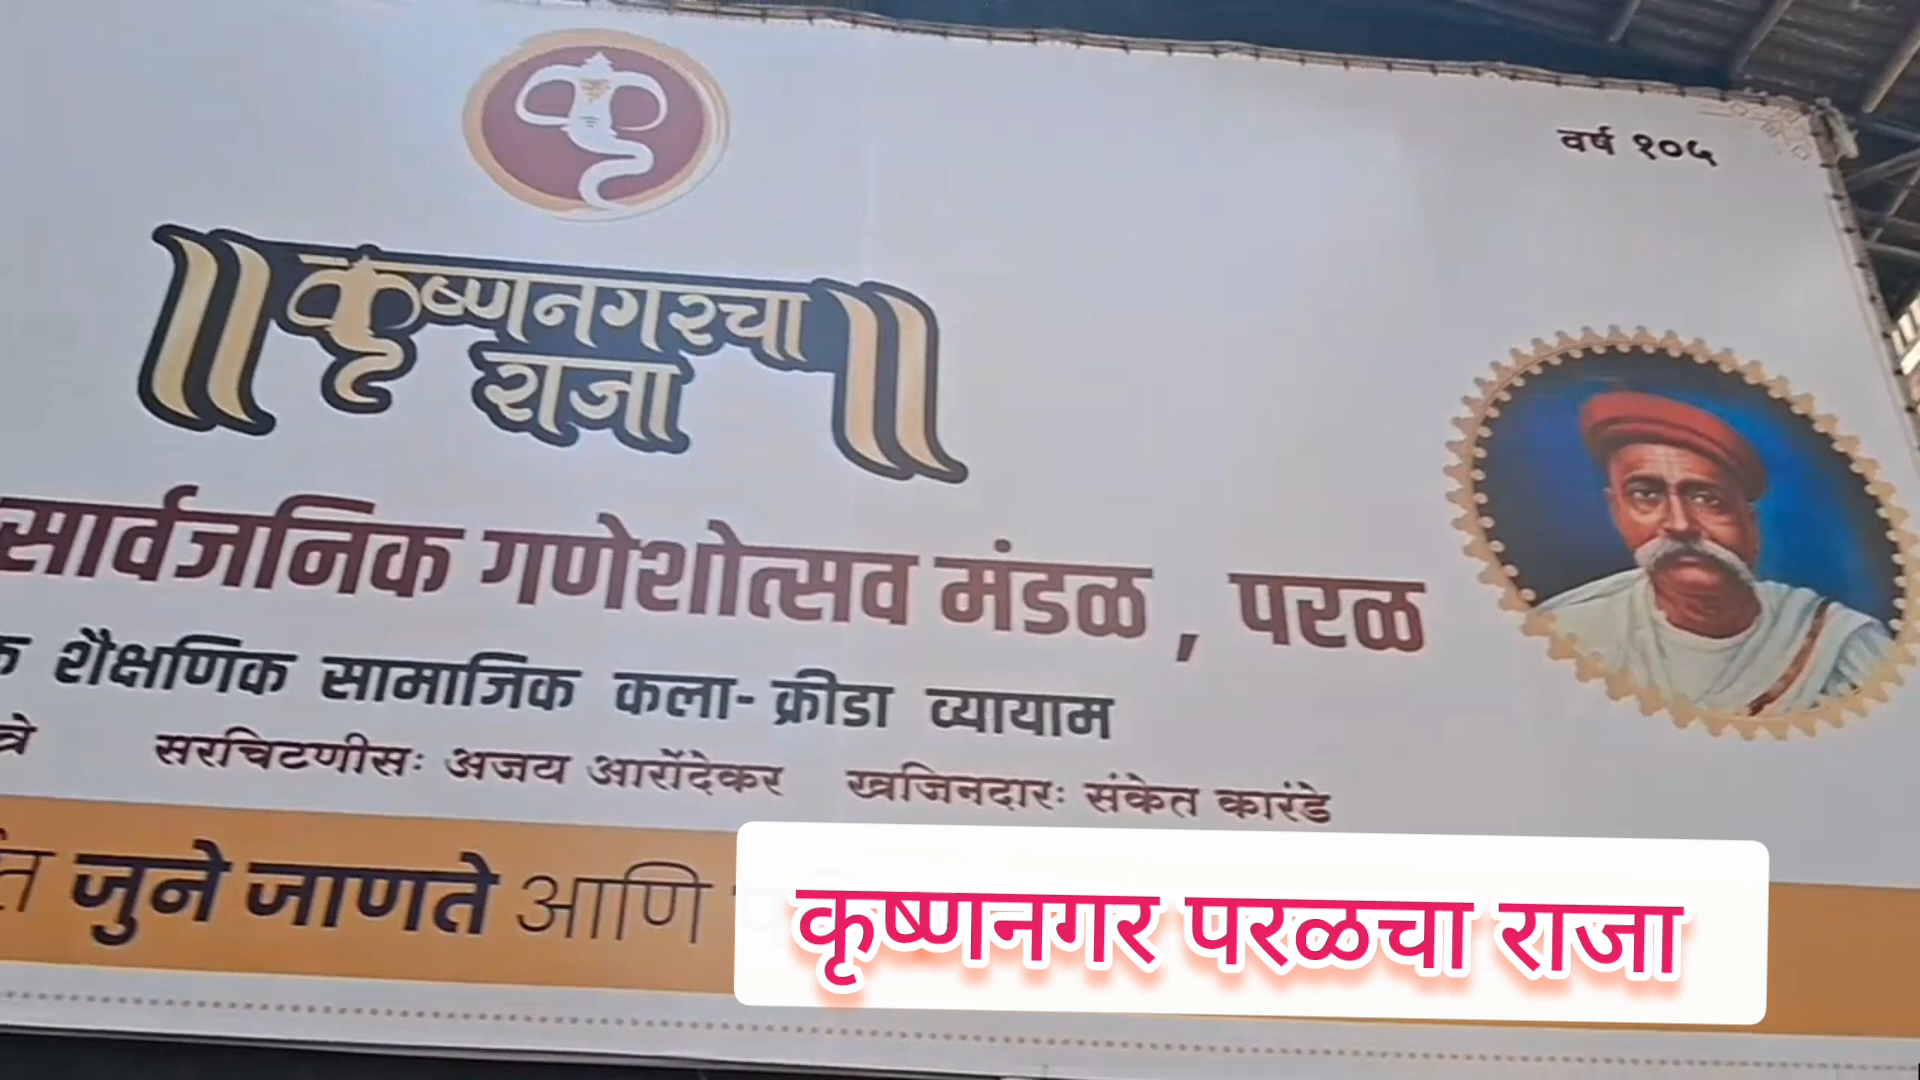 वर्ष १०५
॥ कृष्णनगरचा ॥
राजा
सार्वजनिक गणेशोत्सव मंडळ , परळ
शैक्षणिक सामाजिक कला- क्रीडा व्यायाम
सरचिटणीसः अजय आरोंदेकर खजिनदारः संकेत कारंडे
जुने जाणते आणि
कृष्णनगर परळचा राजा